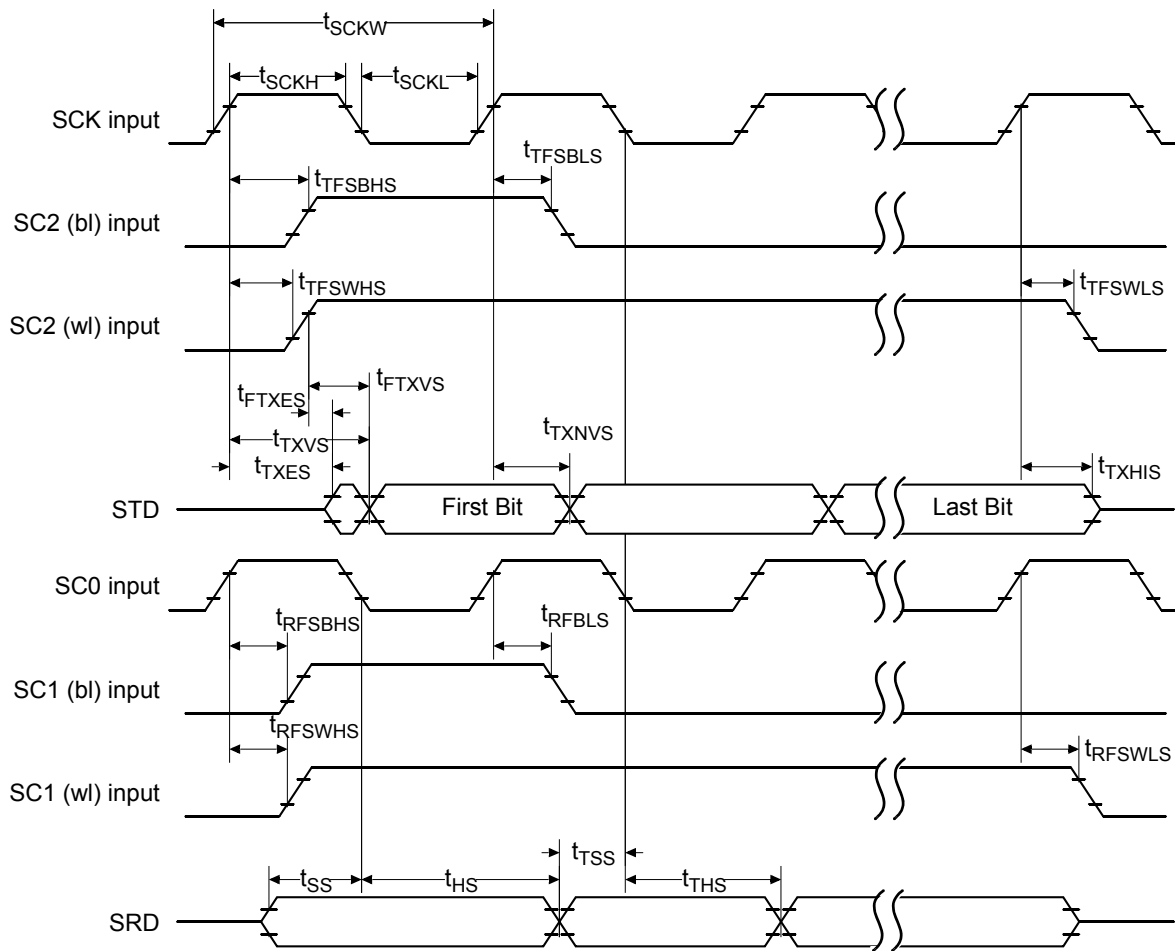 tSCKW
tSCKH
tSCKL
SCK input
tTFSBHS
tTFSBLS
SC2 (bl) input
tTFSWHS
tTFSWLS
SC2 (wl) input
tFTXVS
tFTXES
tTXVS
tTXNVS
tTXES
tTXHIS
STD
First Bit
Last Bit
SC0 input
tRFSBHS
tRFBLS
SC1 (bl) input
tRFSWHS
tRFSWLS
SC1 (wl) input
tTSS
tSS
tHS
tTHS
SRD